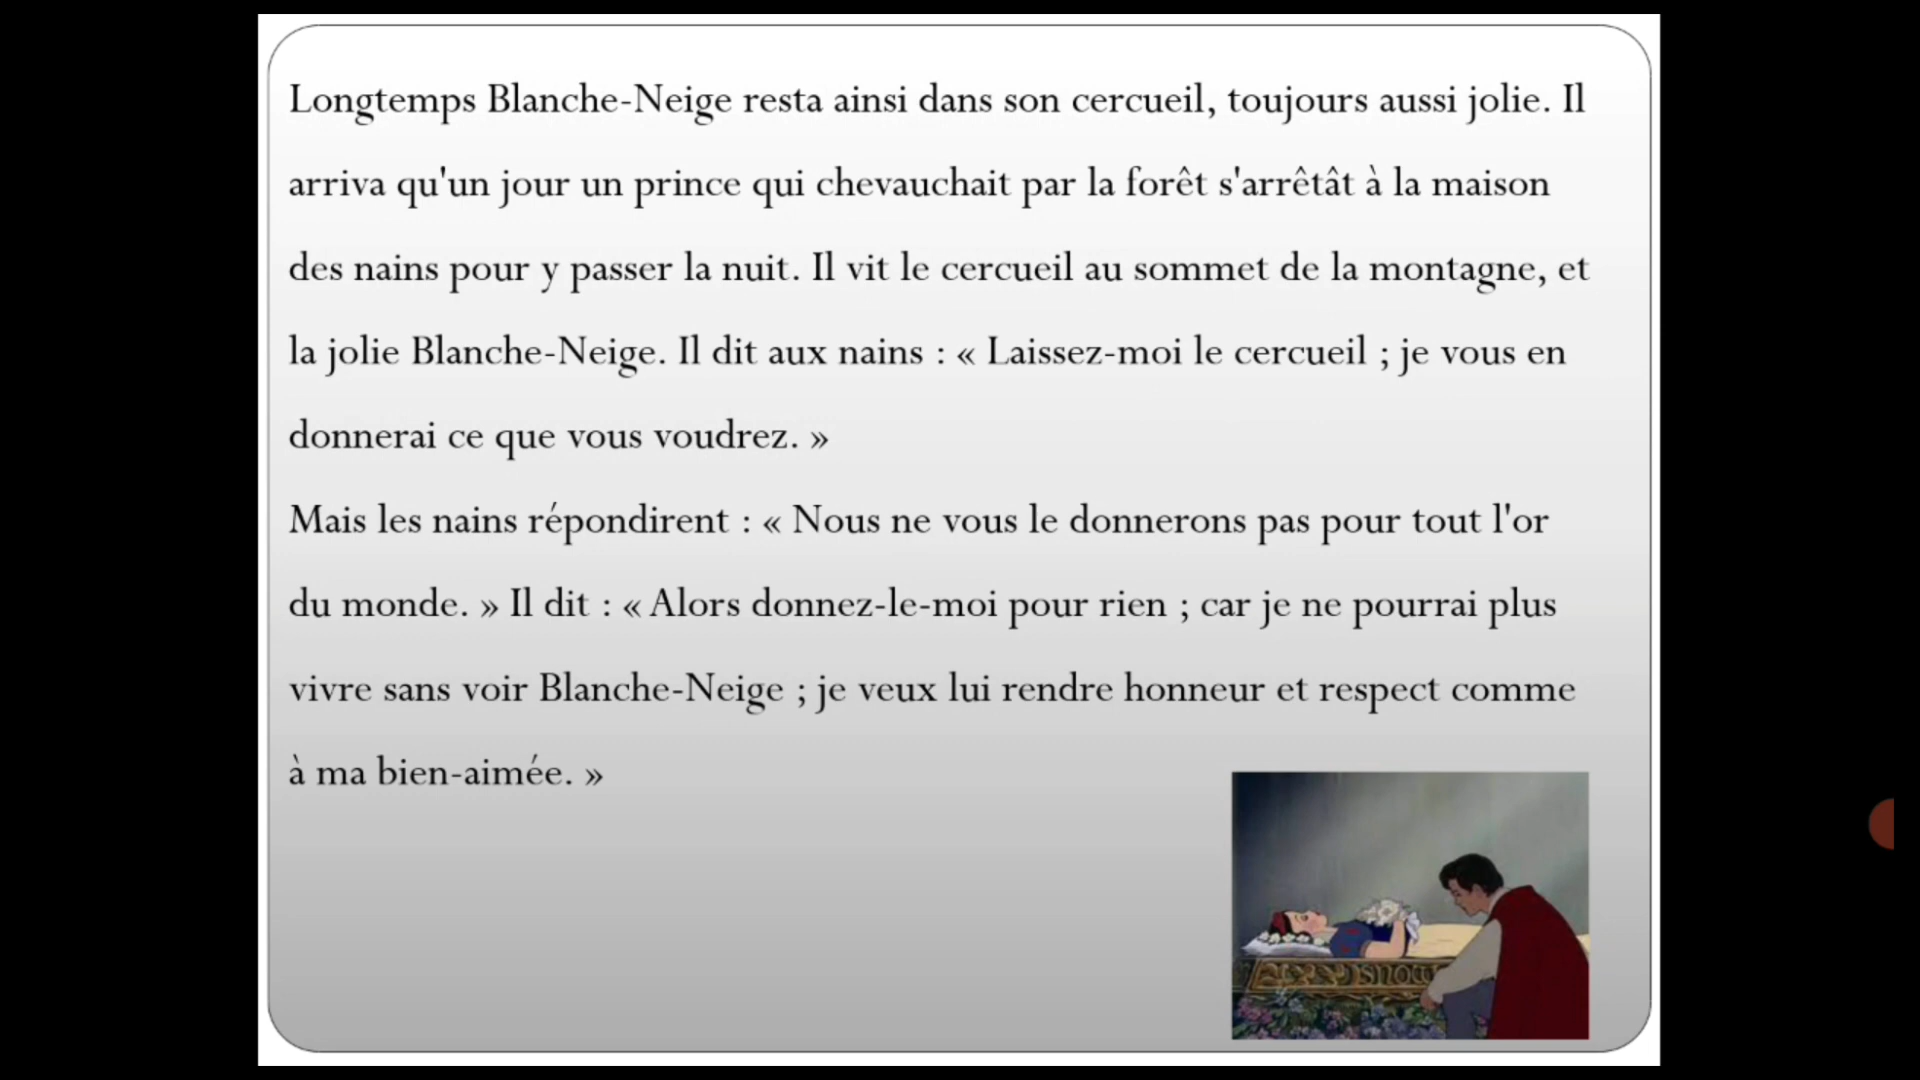 Longtemps Blanche-Neige resta ainsi dans son cercueil, toujours aussi jolie. Il
arriva qu'un jour un prince qui chevauchait par la forêt s'arrêtât à la maison
des nains pour y passer la nuit. Il vit le cercueil au sommet de la montagne, et
la jolie Blanche-Neige. Il dit aux nains : « Laissez-moi le cercueil ; je vous en
donnerai ce que vous voudrez. »
Mais les nains répondirent : « Nous ne vous le donnerons pas pour tout l'or
du monde. » Il dit : « Alors donnez-le-moi pour rien ; car je ne pourrai plus
vivre sans voir Blanche-Neige ; je veux lui rendre honneur et respect comme
à ma bien-aimée. »
snow